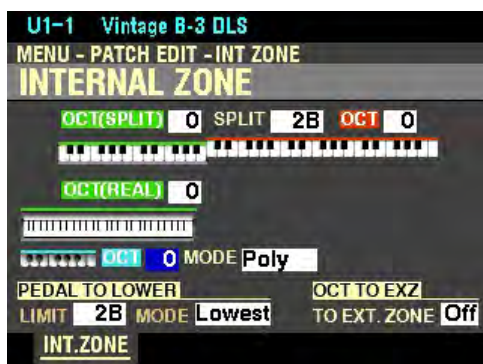 U1-1 Vintage B-3 DLS
MENU - PATCH EDIT - INT ZONE
INTERNAL ZONE
OCT(SPLIT) 0 SPLIT 2B OCT 0
OCT(REAL) 0
OCT 0 MODE Poly
PEDAL TO LOWER OCT TO EXZ
LIMIT 2B MODE Lowest TO EXT. ZONE Off
INT.ZONE